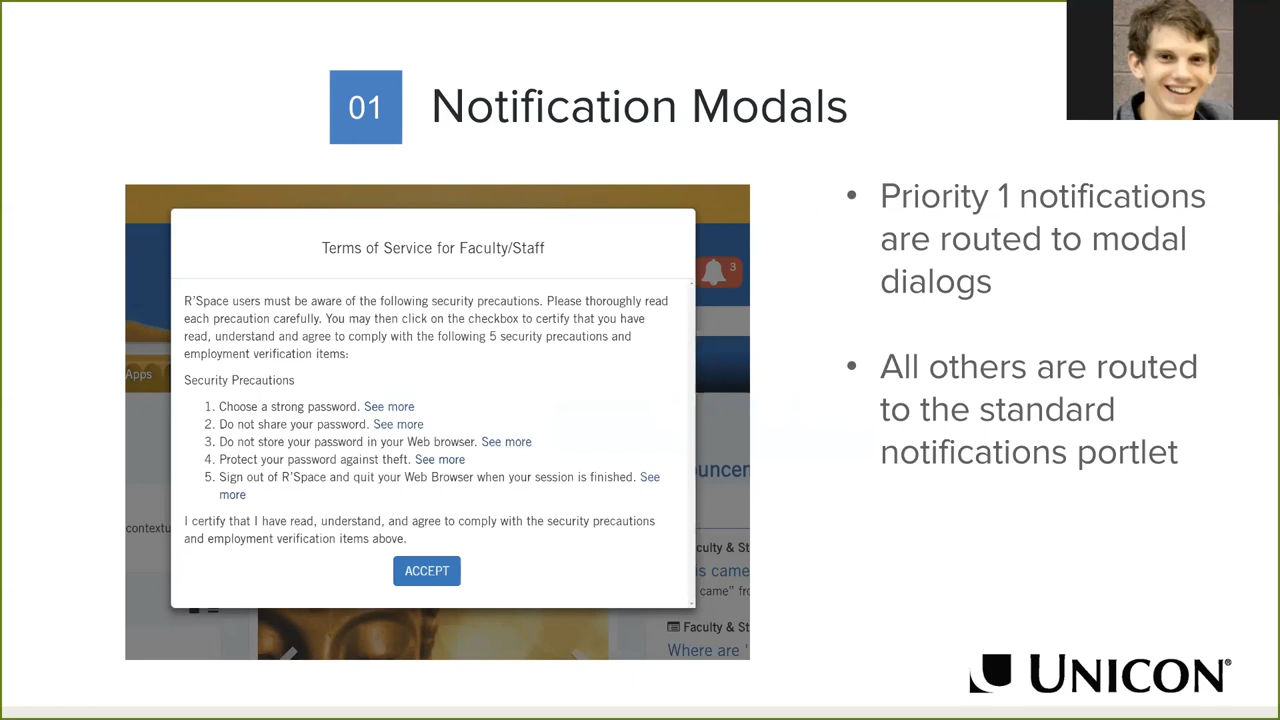 01 Notification Modals
Terms of Service for Faculty/Staff
3
R'Space users must be aware of the following security precautions. Please thoroughly read
each precaution carefully. You may then click on the checkbox to certify that you have
read, understand and agree to comply with the following 5 security precautions and
employment verification items:
Security Precautions
1. Choose a strong password. See more
2. Do not share your password. See more
3. Do not store your password in your Web browser. See more
4. Protect your password against theft. See more
5. Sign out of R'Space and quit your Web Browser when your session is finished. See
more
I certify that I have read, understand, and agree to comply with the security precautions
and employment verification items above.
ACCEPT
Apps
contextu
ouncem
culty & St
is came
came" fro
Faculty & St
Where are '
• Priority 1 notifications
are routed to modal
dialogs
• All others are routed
to the standard
notifications portlet
UNICON®